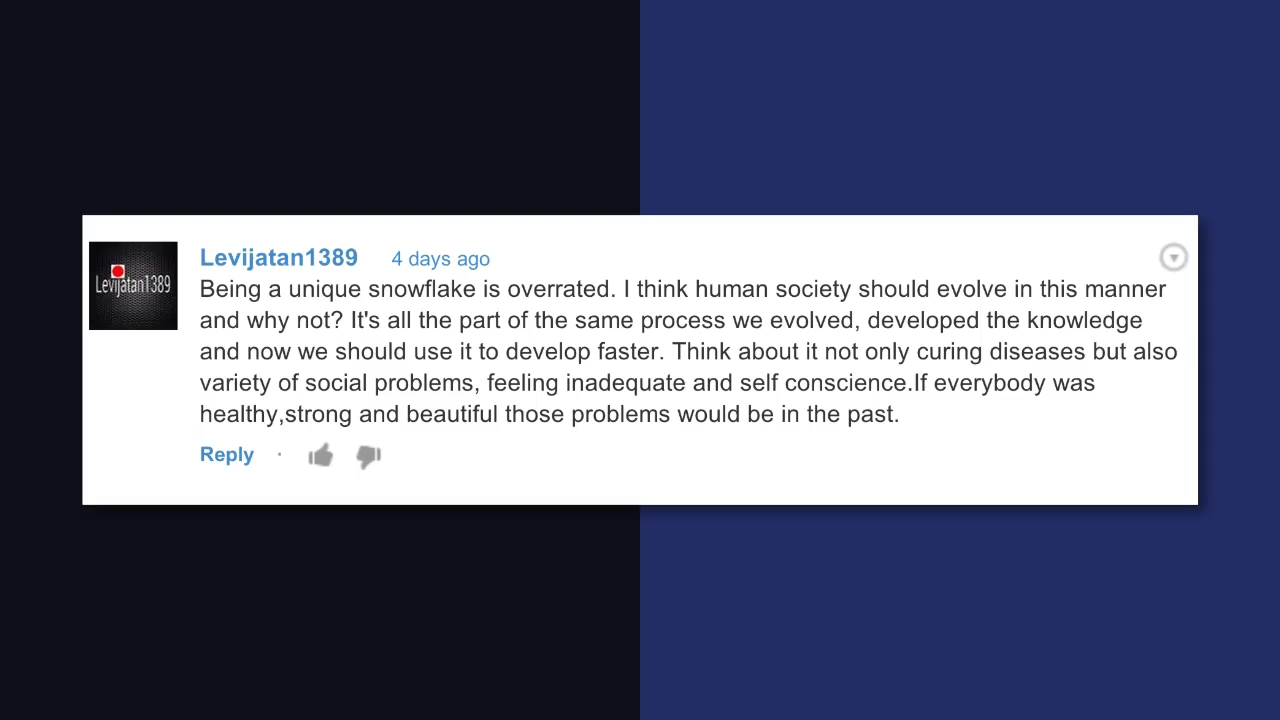 Levijatan1389
Levijatan1389 4 days ago
Being a unique snowflake is overrated. I think human society should evolve in this manner
and why not? It's all the part of the same process we evolved, developed the knowledge
and now we should use it to develop faster. Think about it not only curing diseases but also
variety of social problems, feeling inadequate and self conscience.If everybody was
healthy,strong and beautiful those problems would be in the past.
Reply ·